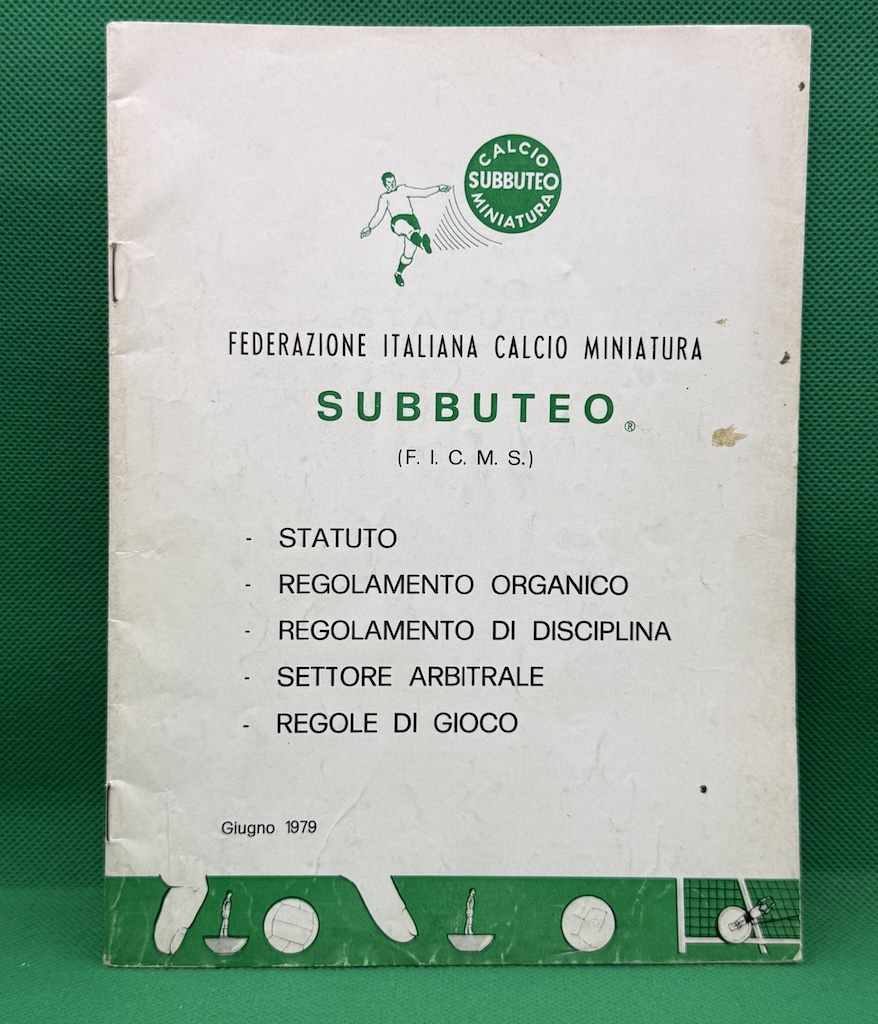 CALCIO
SUBBUTEO
MINIATURA
FEDERAZIONE ITALIANA CALCIO MINIATURA
SUBBUTEO®
(F. I. C. M. S.)
- STATUTO
- REGOLAMENTO ORGANICO
- REGOLAMENTO DI DISCIPLINA
- SETTORE ARBITRALE
- REGOLE DI GIOCO
Giugno 1979